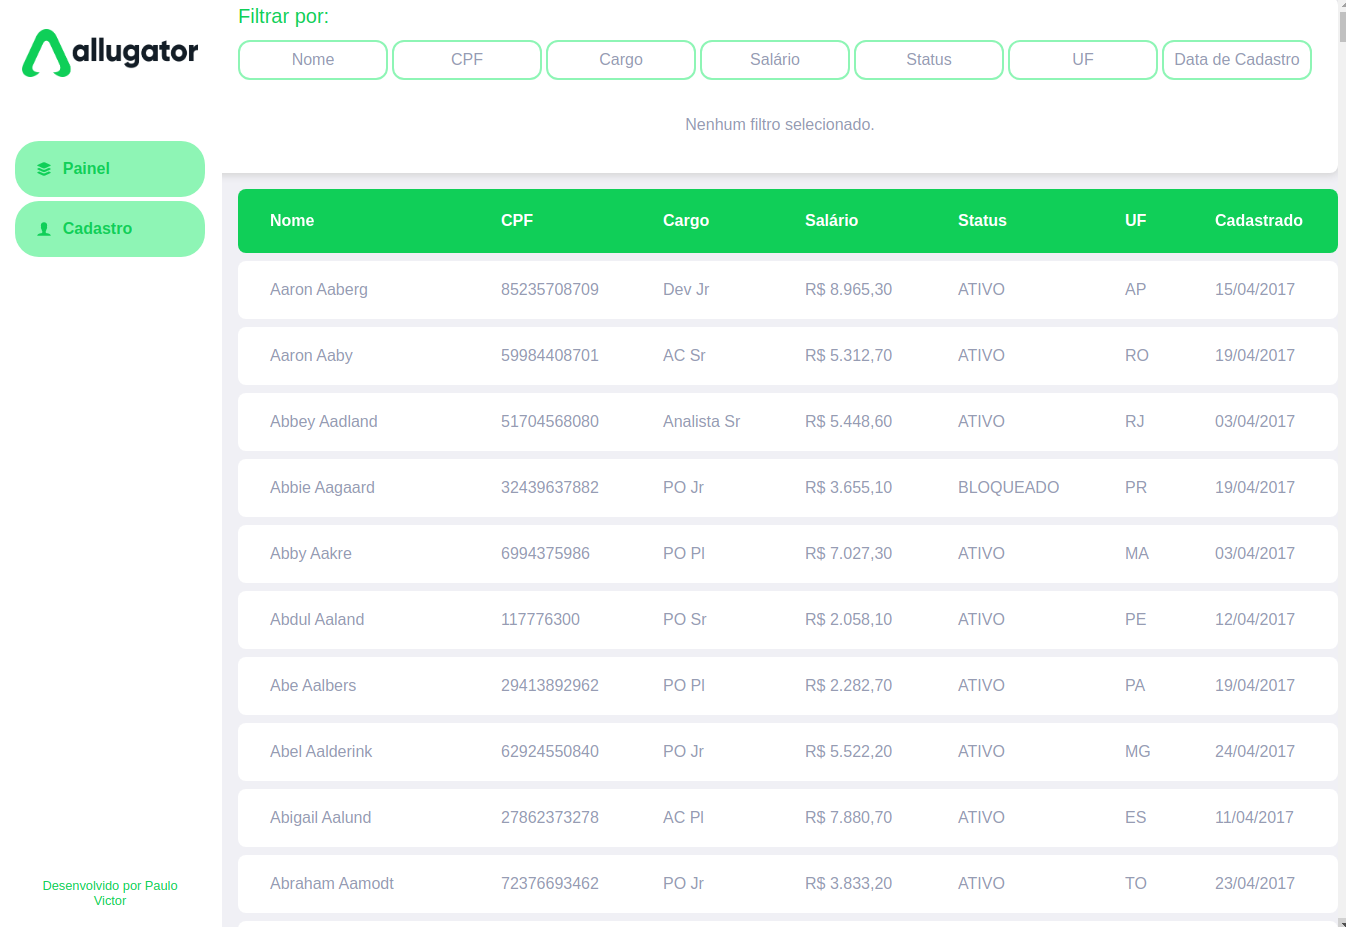 allugator
Painel
Cadastro
Desenvolvido por Paulo
Victor
Filtrar por:
Nome CPF Cargo Salário Status UF Data de Cadastro
Nenhum filtro selecionado.
Nome CPF Cargo Salário Status UF Cadastrado
Aaron Aaberg 85235708709 Dev Jr R$ 8.965,30 ATIVO AP 15/04/2017
Aaron Aaby 59984408701 AC Sr R$ 5.312,70 ATIVO RO 19/04/2017
Abbey Aadland 51704568080 Analista Sr R$ 5.448,60 ATIVO RJ 03/04/2017
Abbie Aagaard 32439637882 PO Jr R$ 3.655,10 BLOQUEADO PR 19/04/2017
Abby Aakre 6994375986 PO Pl R$ 7.027,30 ATIVO MA 03/04/2017
Abdul Aaland 117776300 PO Sr R$ 2.058,10 ATIVO PE 12/04/2017
Abe Aalbers 29413892962 PO Pl R$ 2.282,70 ATIVO PA 19/04/2017
Abel Aalderink 62924550840 PO Jr R$ 5.522,20 ATIVO MG 24/04/2017
Abigail Aalund 27862373278 AC Pl R$ 7.880,70 ATIVO ES 11/04/2017
Abraham Aamodt 72376693462 PO Jr R$ 3.833,20 ATIVO TO 23/04/2017